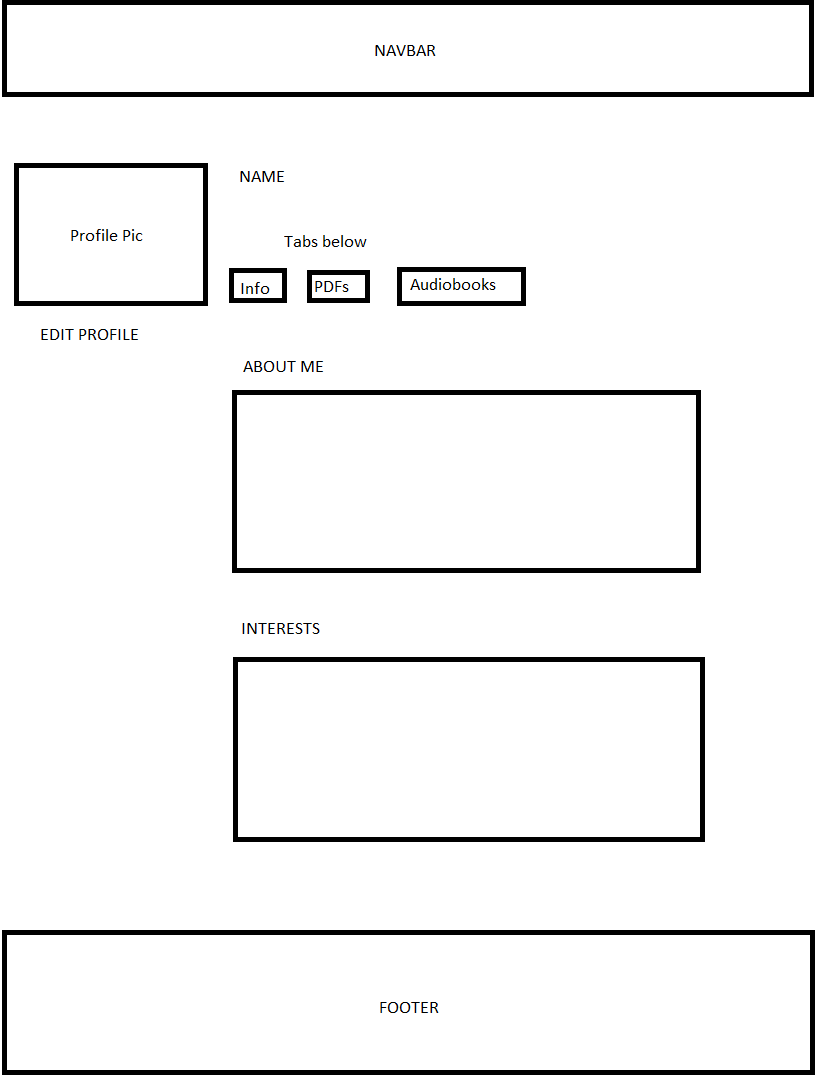 NAVBAR
NAME
Profile Pic
Tabs below
Info
PDFs
Audiobooks
EDIT PROFILE
ABOUT ME
INTERESTS
FOOTER